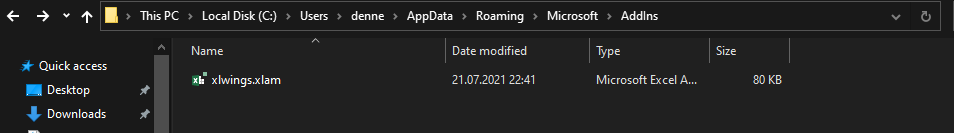 This PC > Local Disk (C:) > Users > denne > AppData > Roaming > Microsoft > AddIns
Name Date modified Type Size
Quick access
xlwings.xlam 21.07.2021 22:41 Microsoft Excel A... 80 KB
Desktop
Downloads